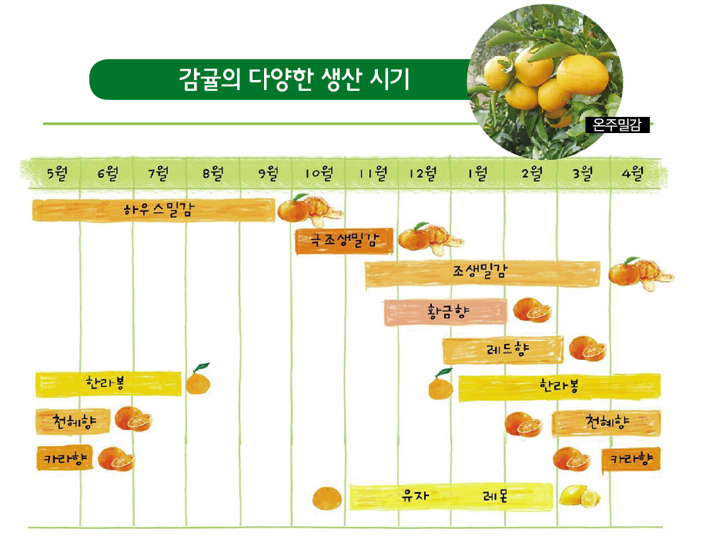 감귤의 다양한 생산 시기
온주밀감
5월 6월 7월 8월 9월 10월 11월 12월 1월 2월 3월 4월
하우스밀감
극조생밀감
조생밀감
황금향
레드향
한라봉 한라봉
천혜향 천혜향
카라향 카라향
유자 레몬